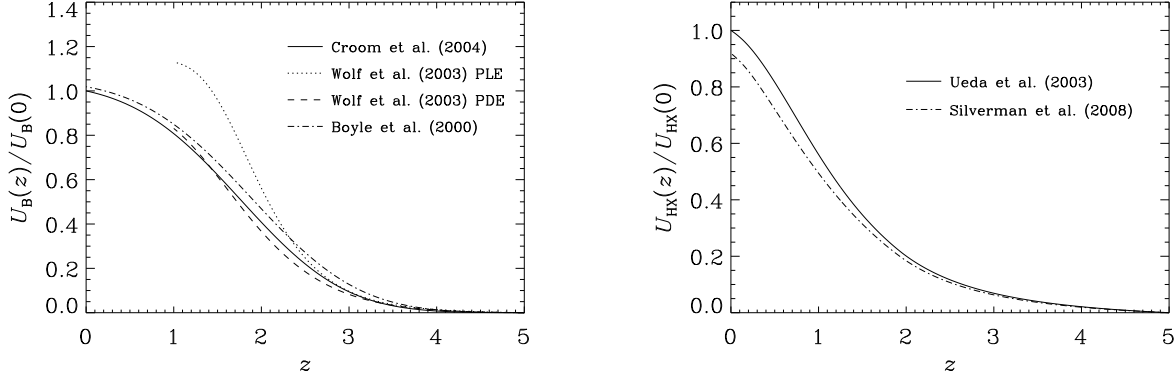 1.4
1.2
1.0
0.8
0.6
0.4
0.2
0.0
U_B(z)/U_B(0)
Croom et al. (2004)
Wolf et al. (2003) PLE
Wolf et al. (2003) PDE
Boyle et al. (2000)
0 1 2 3 4 5
z
1.0
0.8
0.6
0.4
0.2
0.0
U_HX(z)/U_HX(0)
Ueda et al. (2003)
Silverman et al. (2008)
0 1 2 3 4 5
z